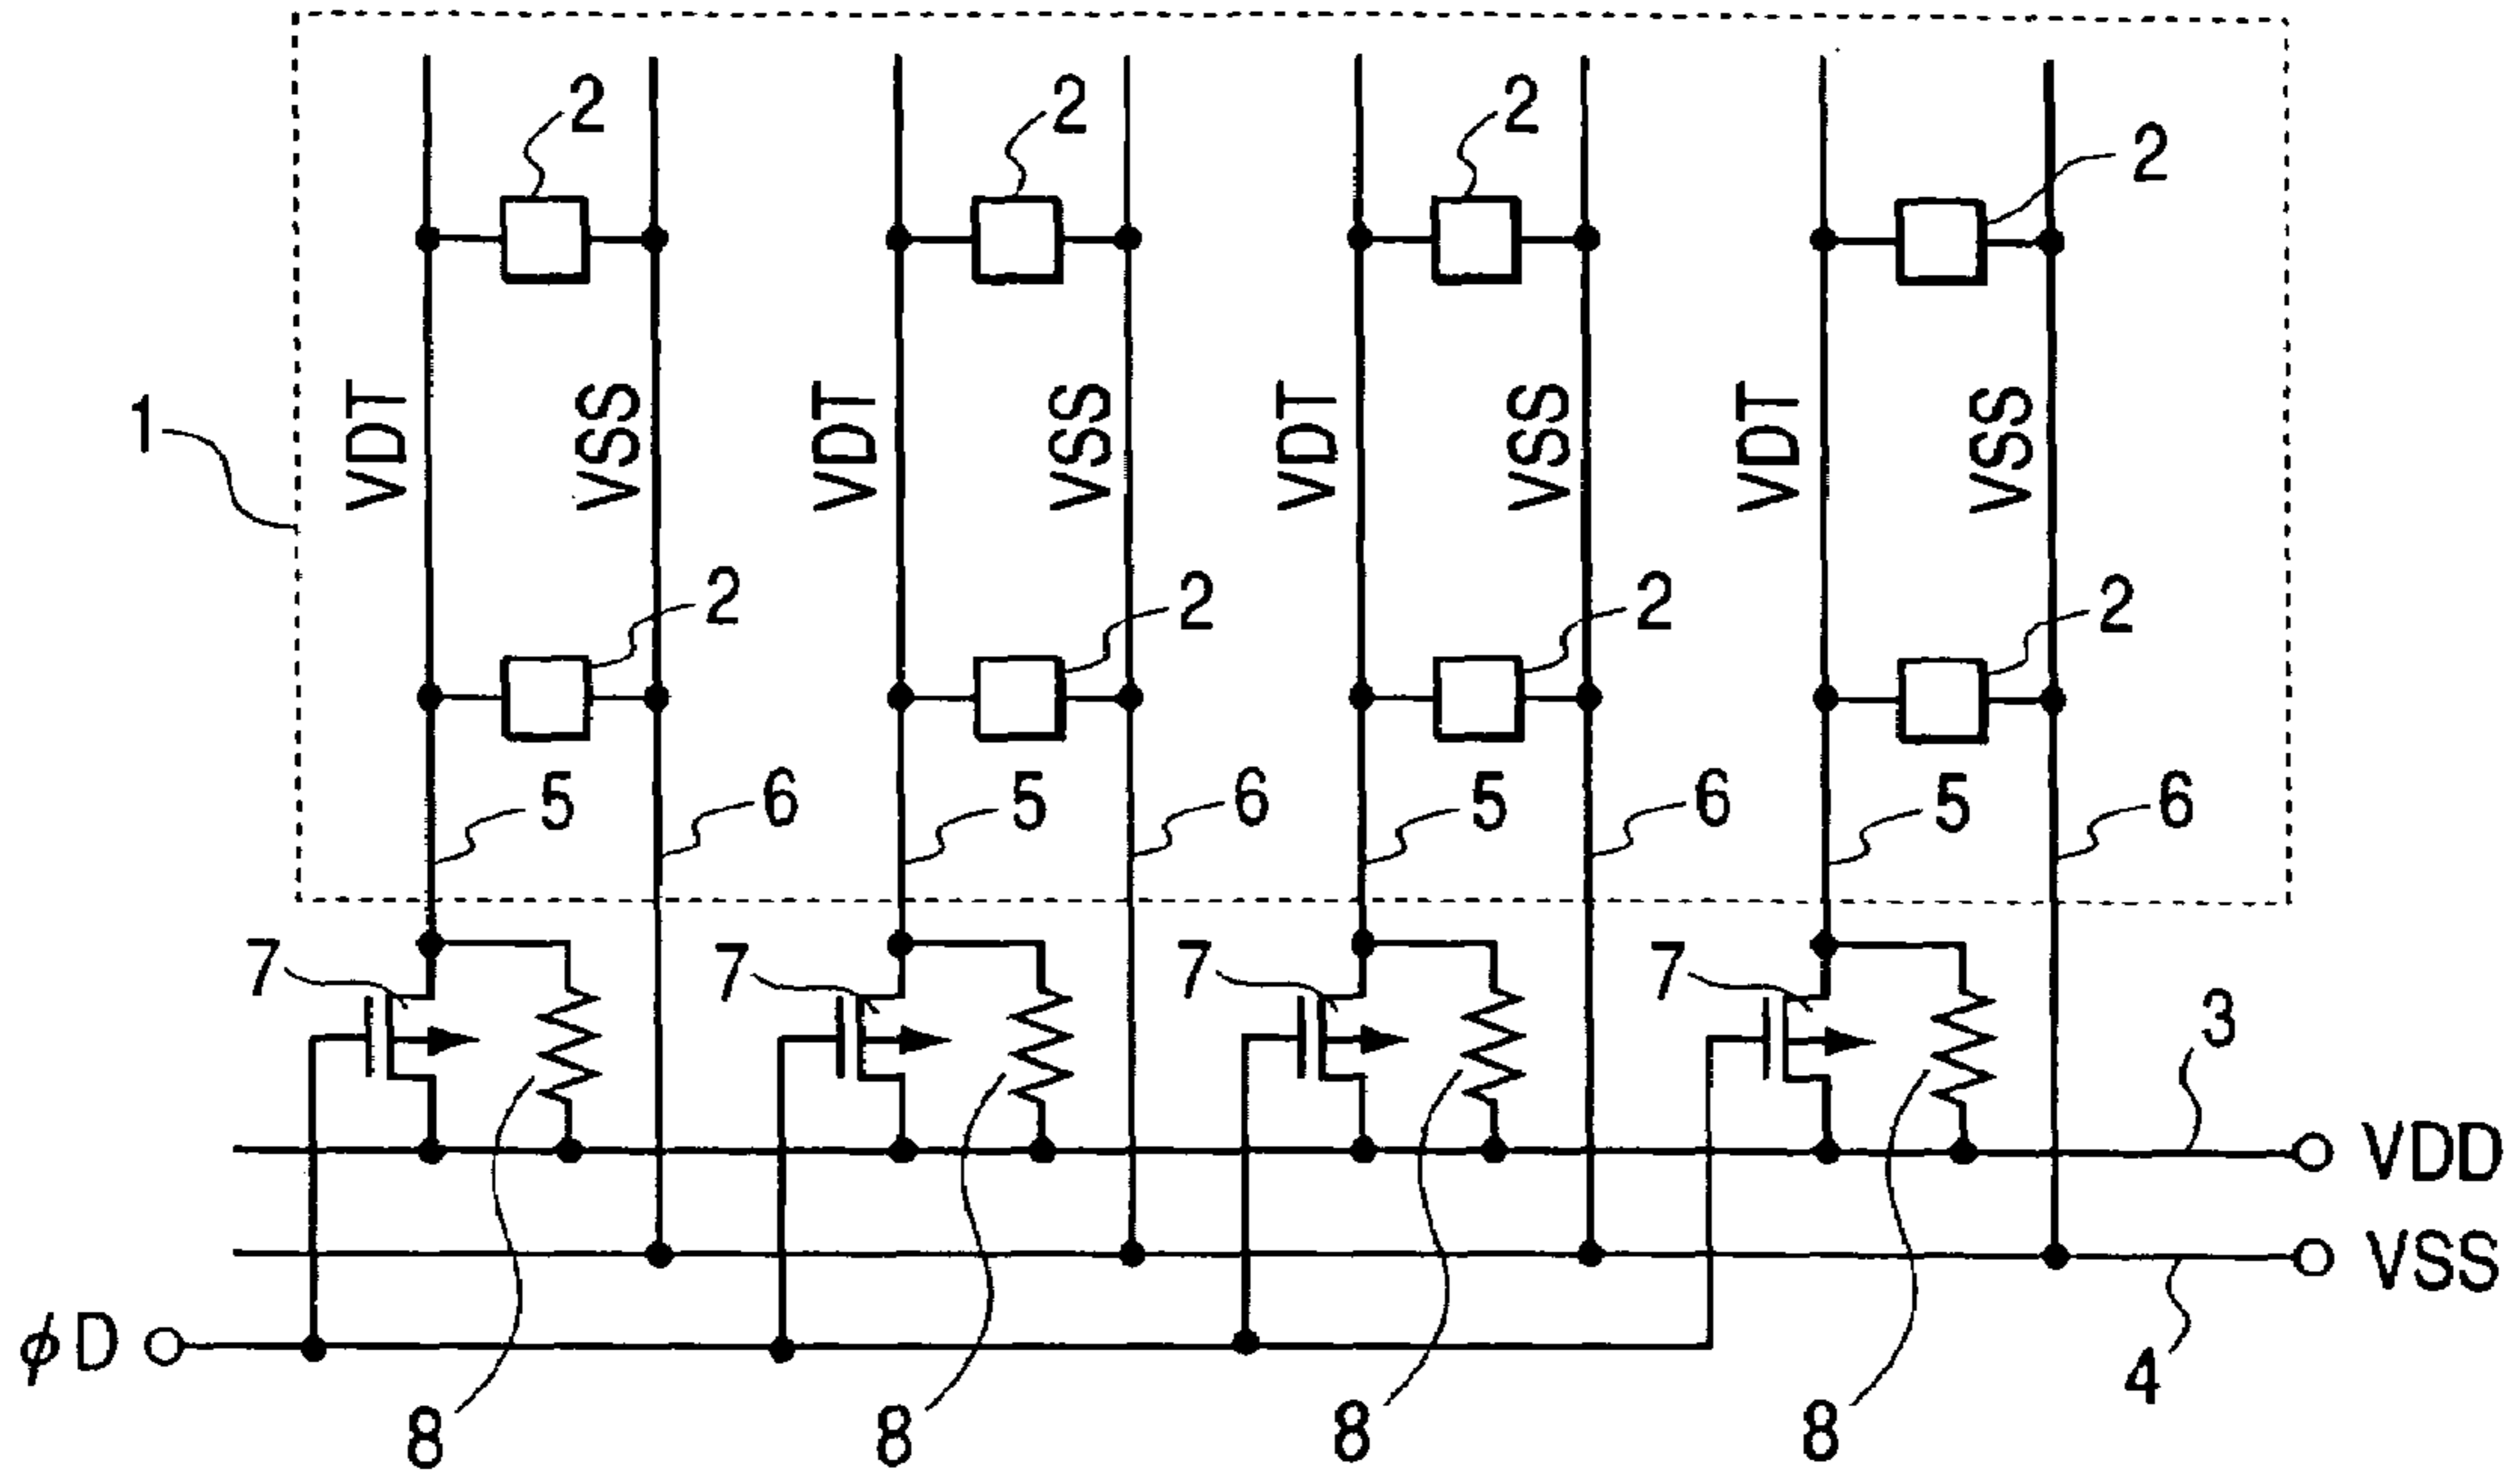 2 2 2 2
1 VDT VSS VDT VSS VDT VSS VDT VSS
2 2 2 2
5 6 5 6 5 6 5 6
7 7 7 7 3
VDD
VSS
φD
4
8 8 8 8